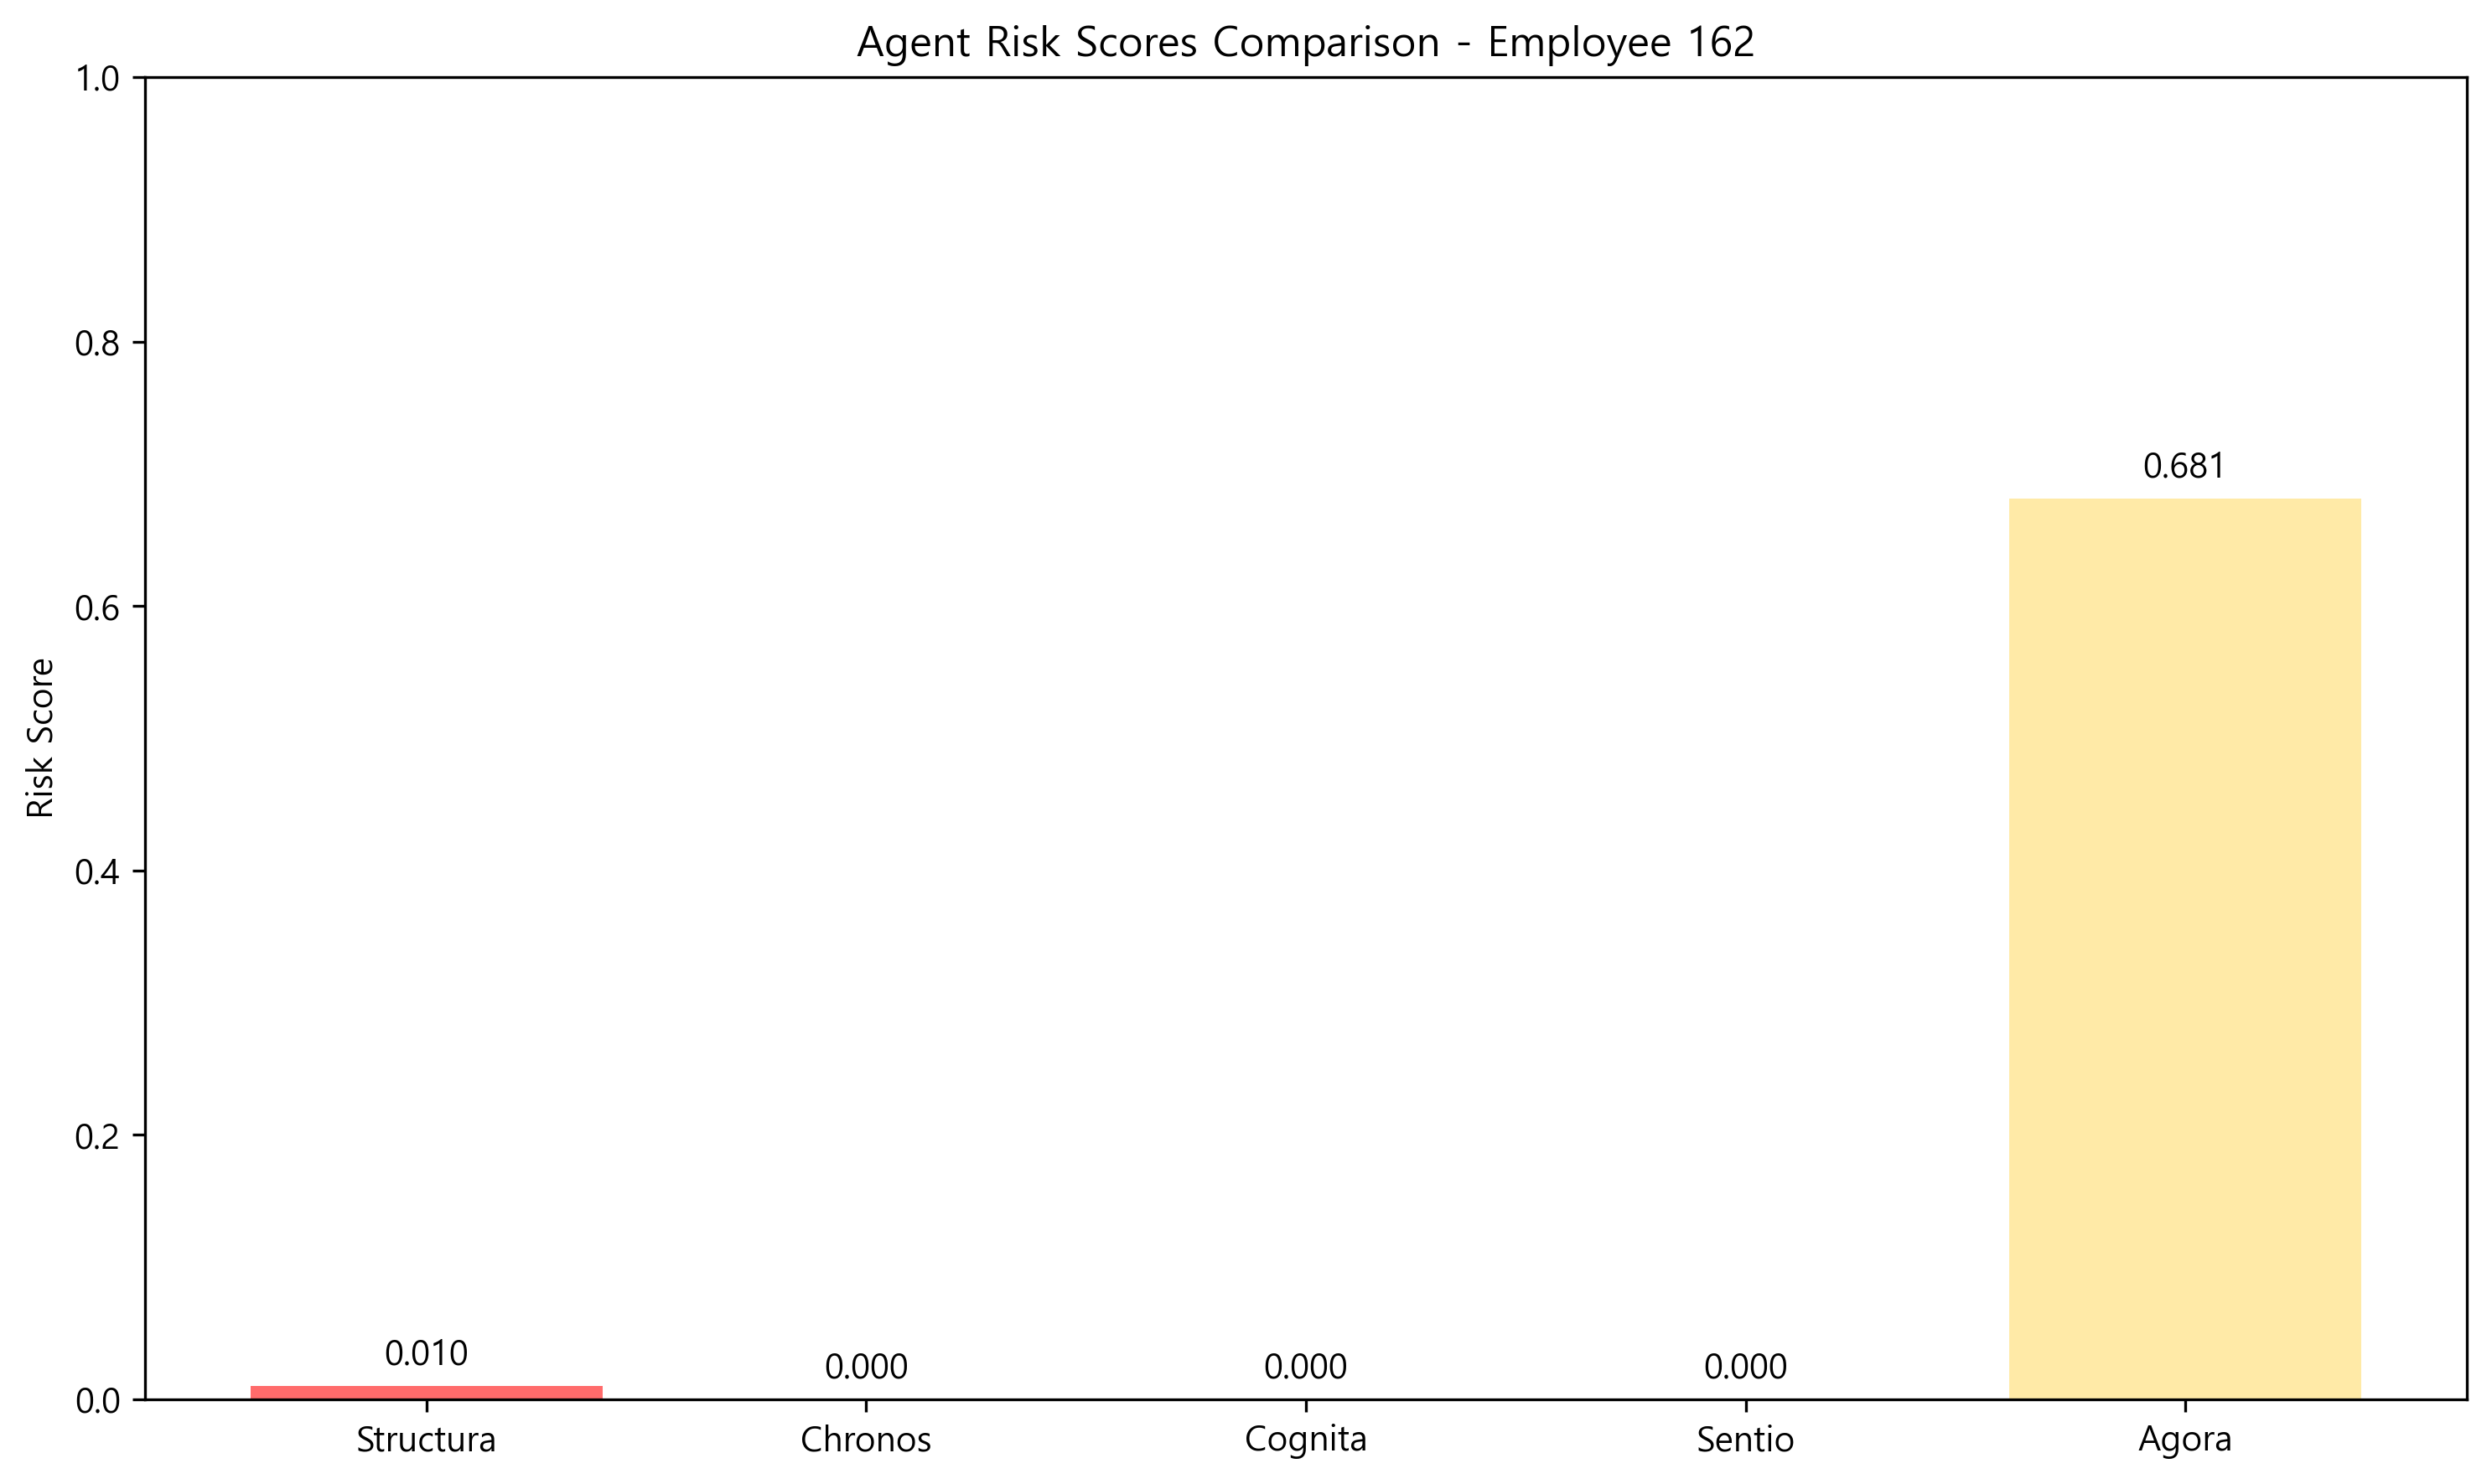 Agent Risk Scores Comparison - Employee 162
Risk Score
1.0
0.8
0.6
0.4
0.2
0.0
0.010
0.000
0.000
0.000
0.681
Structura
Chronos
Cognita
Sentio
Agora